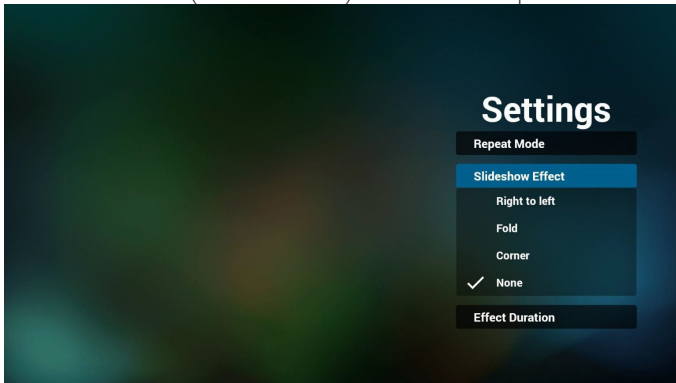 Settings
Repeat Mode
Slideshow Effect
Right to left
Fold
Corner
None
Effect Duration